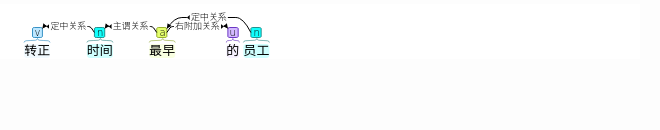 定中关系
定中关系 主谓关系 右附加关系
v n a u n
转正 时间 最早 的 员工